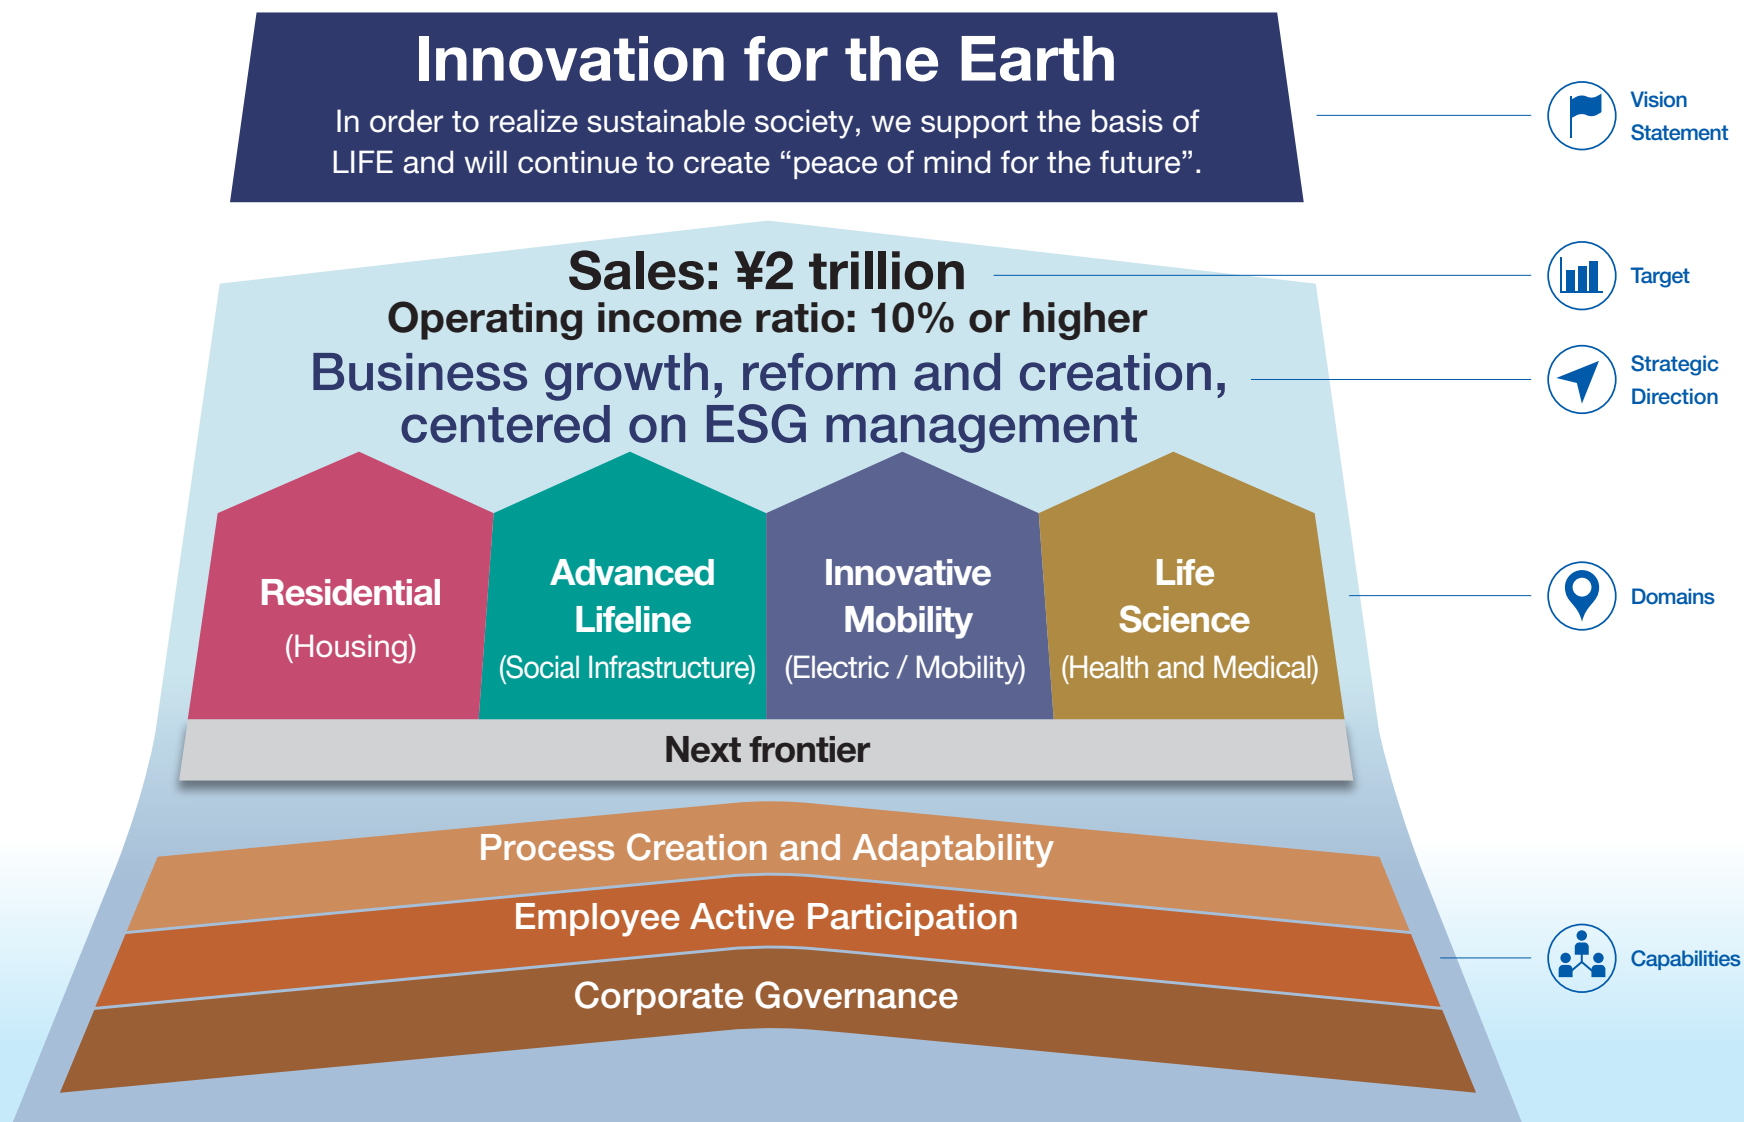 Innovation for the Earth
In order to realize sustainable society, we support the basis of
LIFE and will continue to create “peace of mind for the future”.
Vision
Statement
Sales: ¥2 trillion
Target
Operating income ratio: 10% or higher
Business growth, reform and creation,
centered on ESG management
Strategic
Direction
Residential
(Housing)
Advanced
Lifeline
(Social Infrastructure)
Innovative
Mobility
(Electric / Mobility)
Life
Science
(Health and Medical)
Domains
Next frontier
Process Creation and Adaptability
Employee Active Participation
Corporate Governance
Capabilities